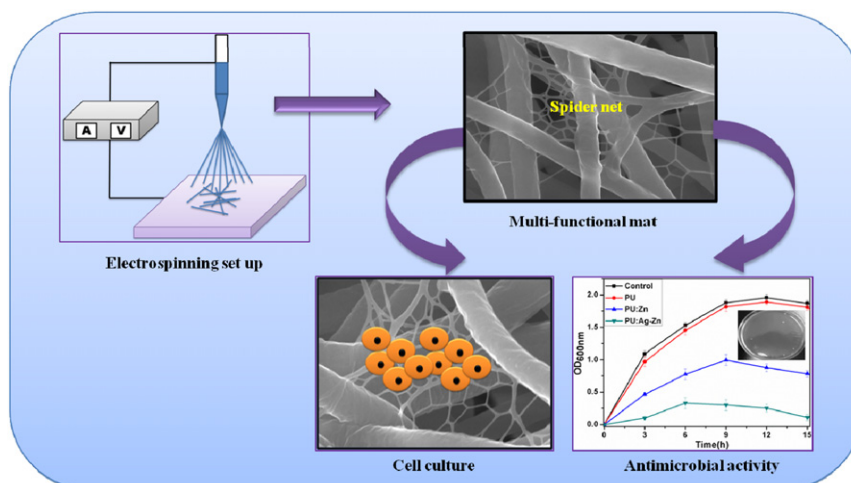 A V
Electrospinning set up
Spider net
Multi-functional mat
Cell culture
Control
PU
PU:Zn
PU:Ag-Zn
OD600nm
2.0
1.5
1.0
0.5
0.0
0 3 6 9 12 15
Time(h)
Antimicrobial activity